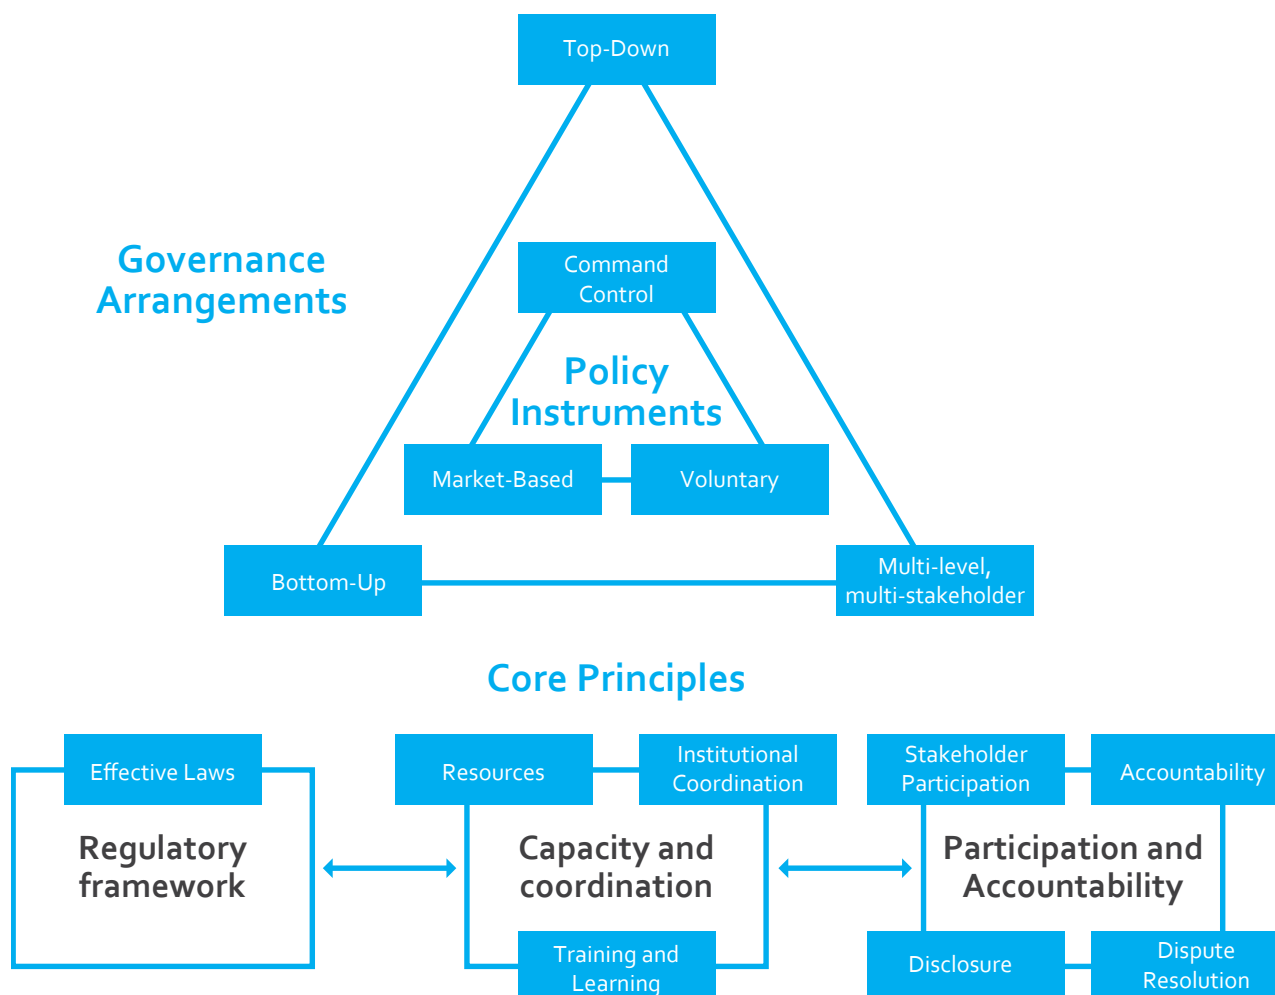 Top-Down
Governance
Arrangements
Command
Control
Policy
Instruments
Market-Based
Voluntary
Bottom-Up
Multi-level,
multi-stakeholder
Core Principles
Effective Laws
Regulatory
framework
Resources
Institutional
Coordination
Capacity and
coordination
Training and
Learning
Stakeholder
Participation
Accountability
Participation and
Accountability
Disclosure
Dispute
Resolution